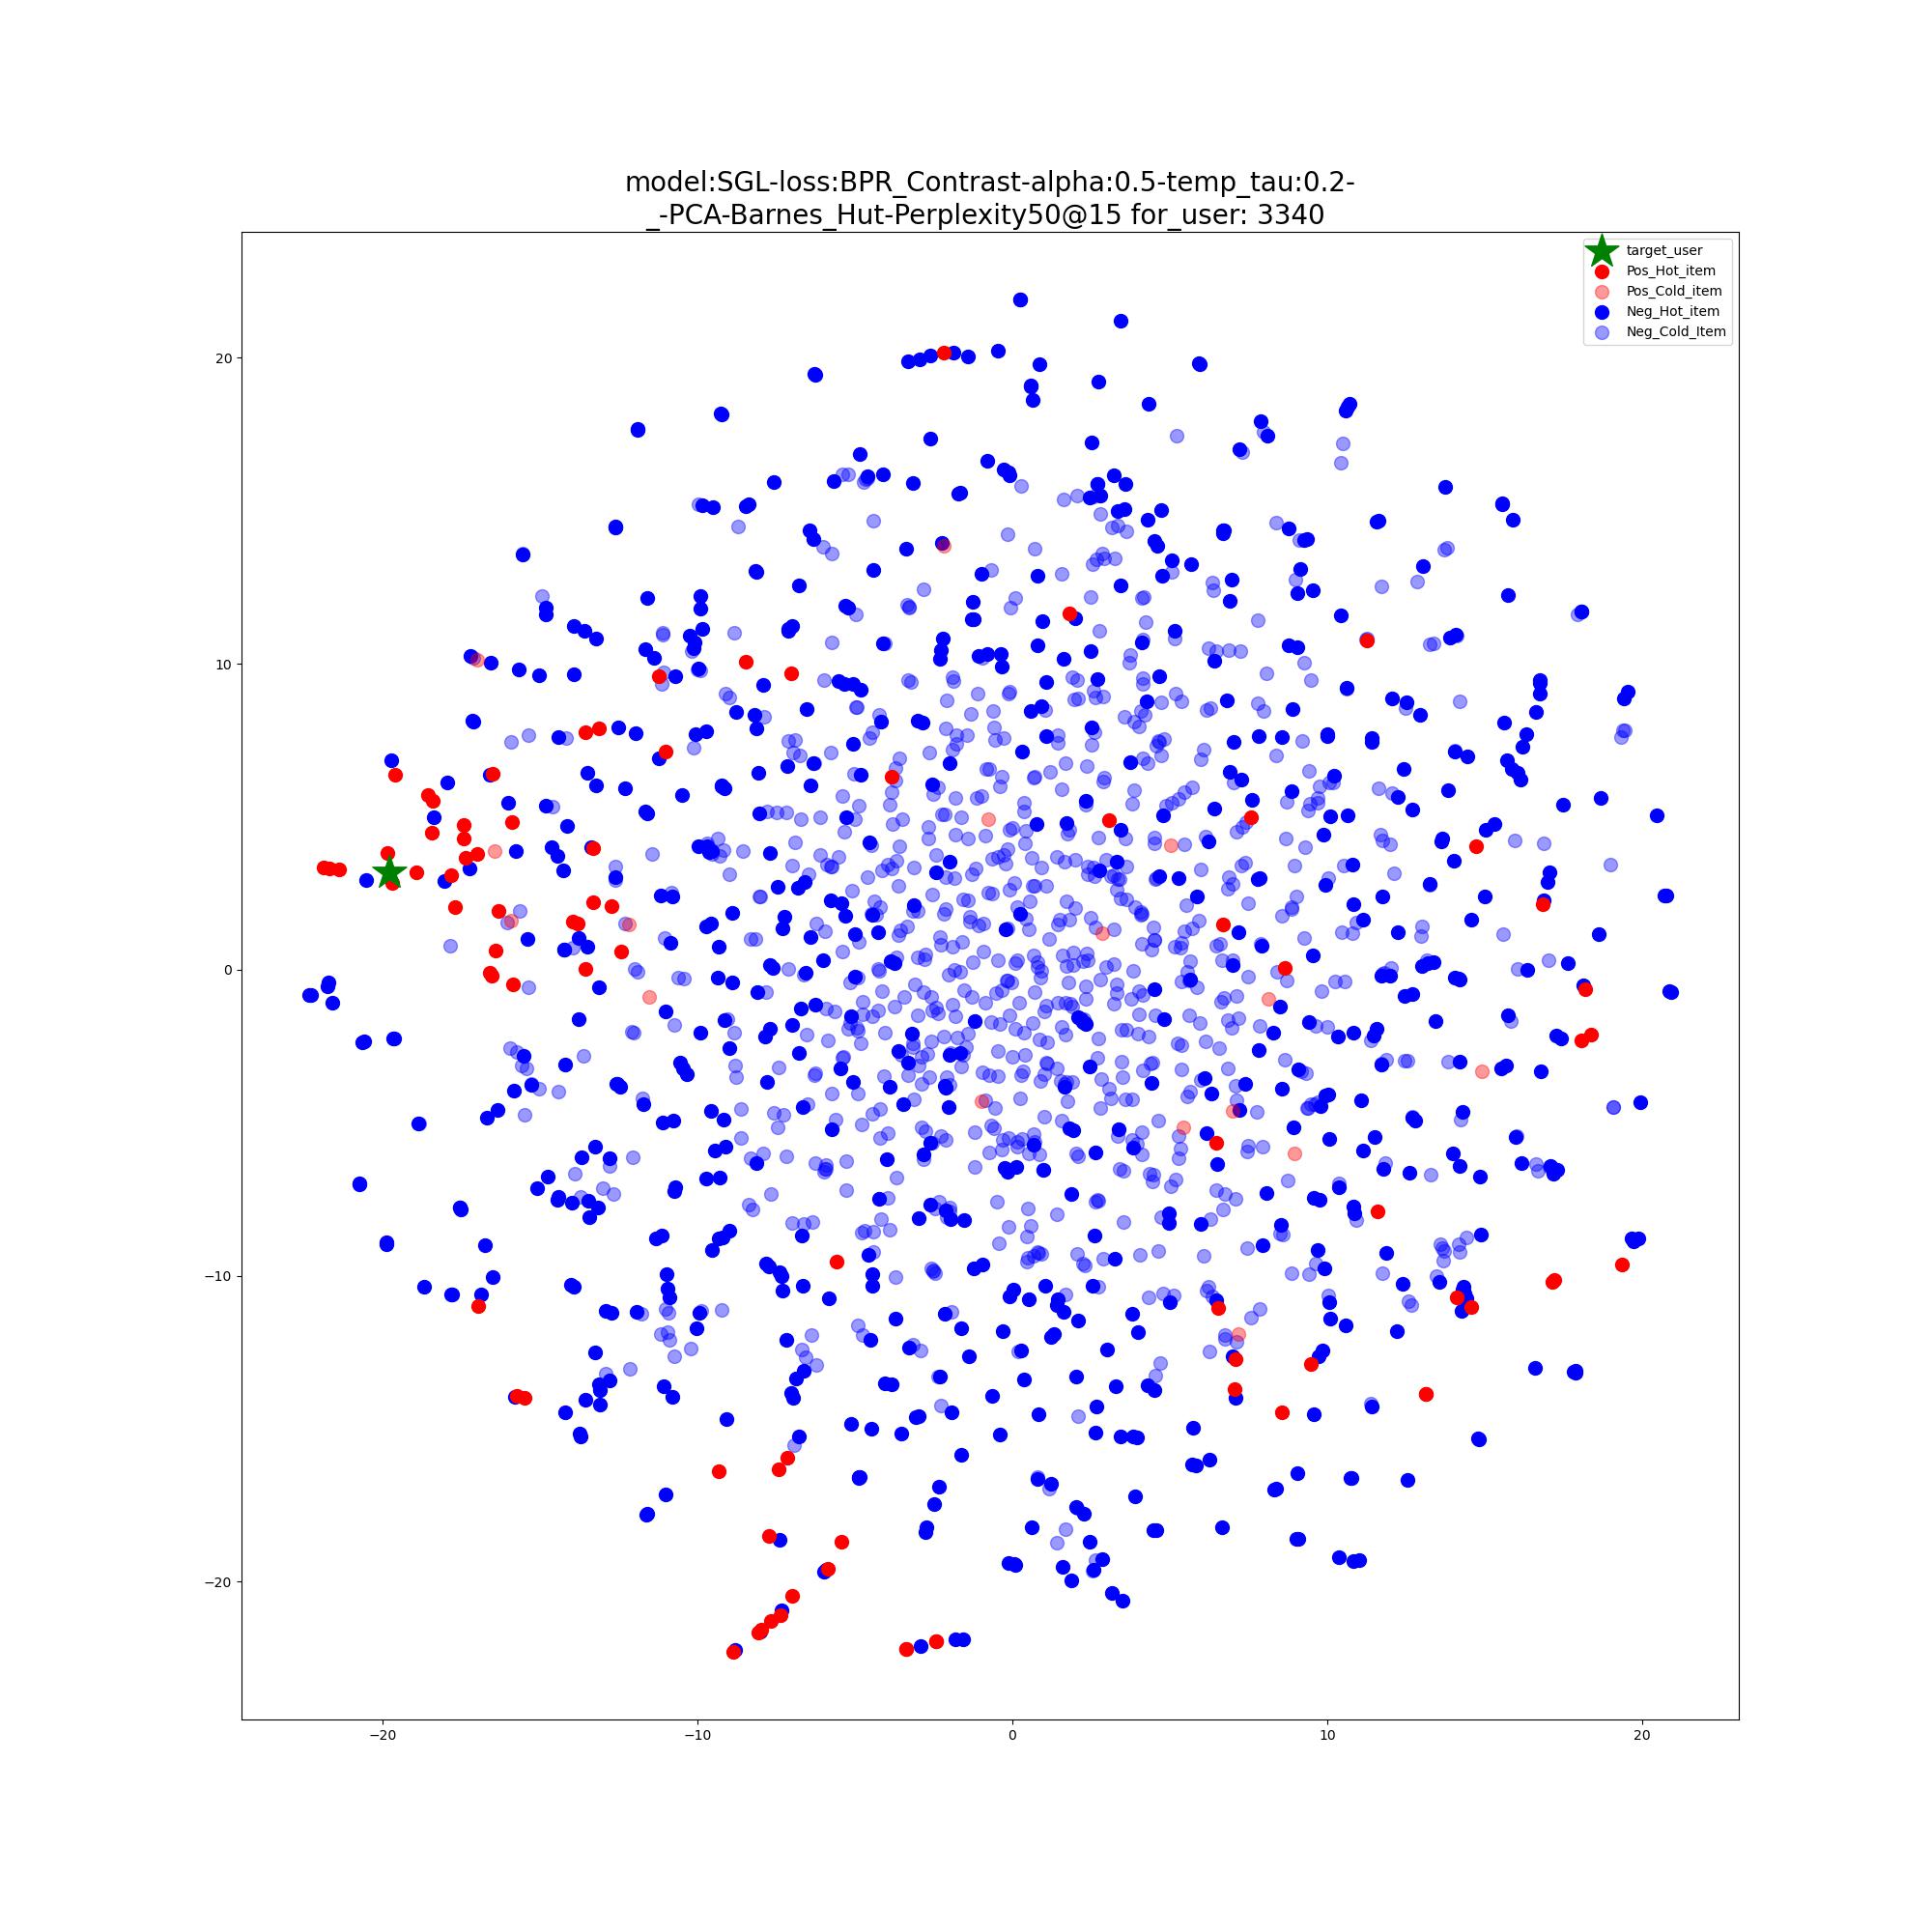 model:SGL-loss:BPR_Contrast-alpha:0.5-temp_tau:0.2-
_-PCA-Barnes_Hut-Perplexity50@15 for_user: 3340
target_user
Pos_Hot_item
Pos_Cold_item
Neg_Hot_item
Neg_Cold_Item
20
10
0
−10
−20
−20
−10
0
10
20